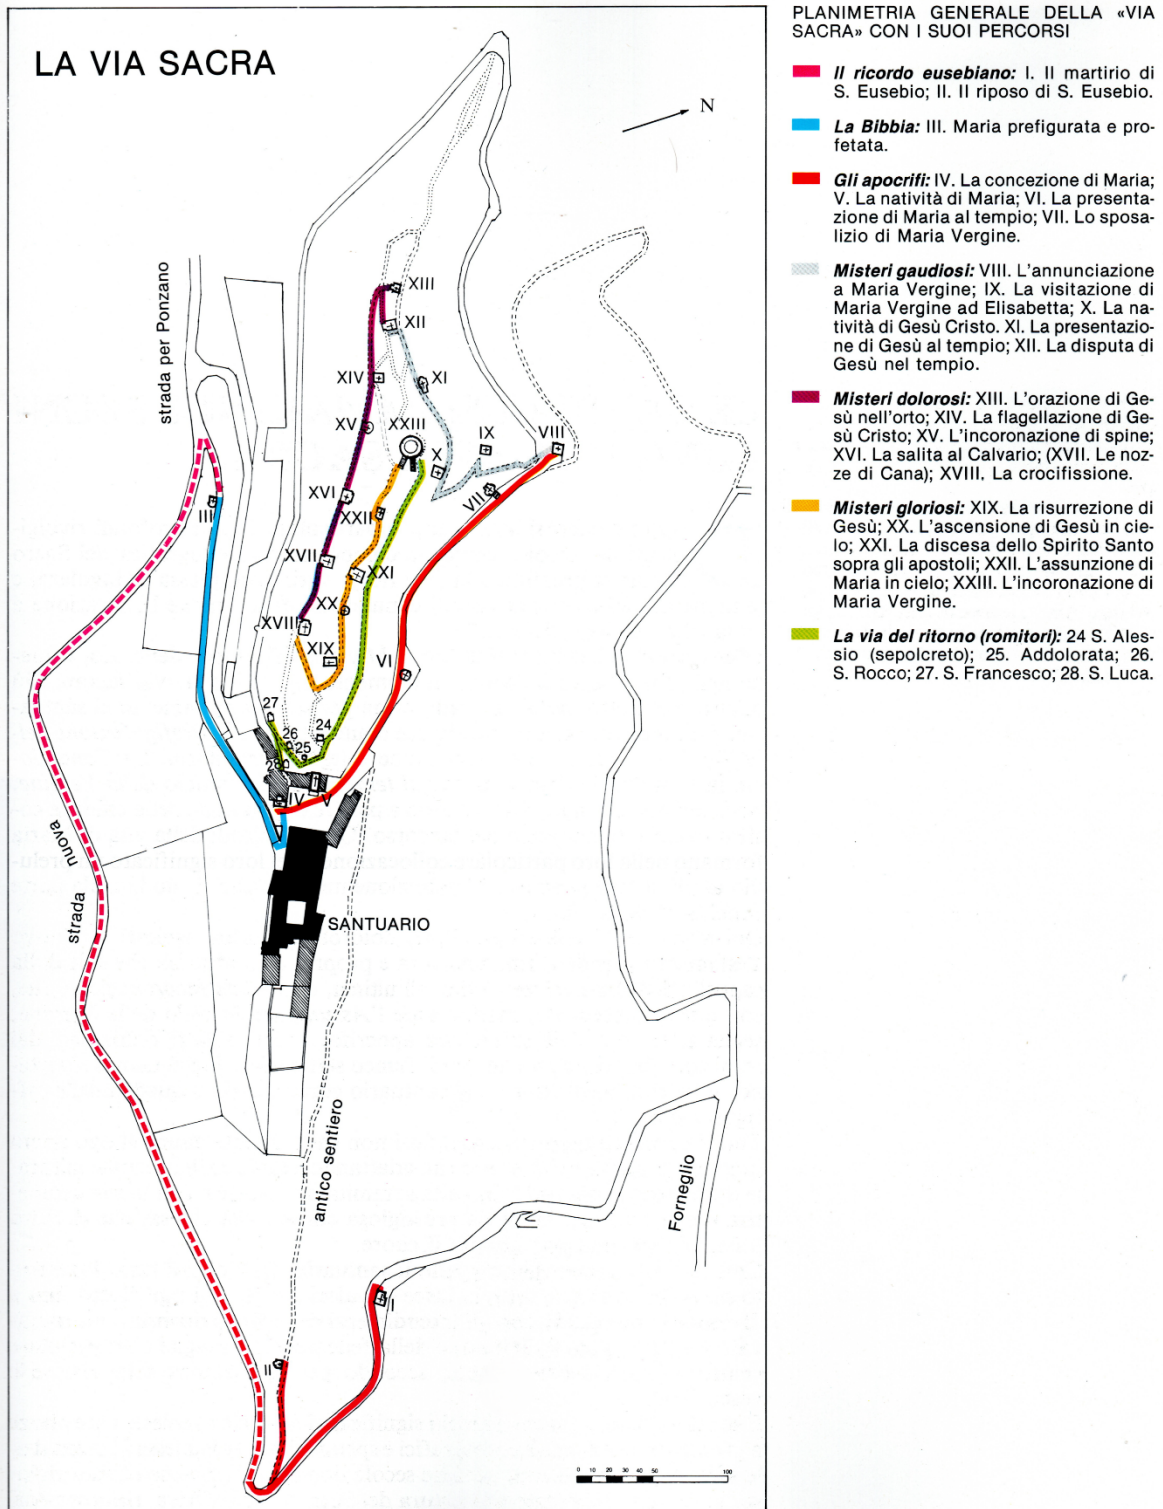 LA VIA SACRA
N
strada per Ponzano
XIII
XII
XIV
XI
XV
XXIII
IX
VIII
X
III
XVI
VII
XXII
XVII
XXI
XX
XVIII
XIX
VI
27
26
25
24
28
IV
V
strada nuova
SANTUARIO
antico sentiero
Forneglio
I
II
0 10 20 30 40 50 100
PLANIMETRIA GENERALE DELLA «VIA
SACRA» CON I SUOI PERCORSI
Il ricordo eusebiano: I. Il martirio di
S. Eusebio; II. Il riposo di S. Eusebio.
La Bibbia: III. Maria prefigurata e pro-
fetata.
Gli apocrifi: IV. La concezione di Maria;
V. La natività di Maria; VI. La presenta-
zione di Maria al tempio; VII. Lo sposa-
lizio di Maria Vergine.
Misteri gaudiosi: VIII. L'annunciazione
a Maria Vergine; IX. La visitazione di
Maria Vergine ad Elisabetta; X. La na-
tività di Gesù Cristo. XI. La presentazio-
ne di Gesù al tempio; XII. La disputa di
Gesù nel tempio.
Misteri dolorosi: XIII. L'orazione di Ge-
sù nell'orto; XIV. La flagellazione di Ge-
sù Cristo; XV. L'incoronazione di spine;
XVI. La salita al Calvario; (XVII. Le noz-
ze di Cana); XVIII. La crocifissione.
Misteri gloriosi: XIX. La risurrezione di
Gesù; XX. L'ascensione di Gesù in cie-
lo; XXI. La discesa dello Spirito Santo
sopra gli apostoli; XXII. L'assunzione di
Maria in cielo; XXIII. L'incoronazione di
Maria Vergine.
La via del ritorno (romitori): 24 S. Ales-
sio (sepolcreto); 25. Addolorata; 26.
S. Rocco; 27. S. Francesco; 28. S. Luca.